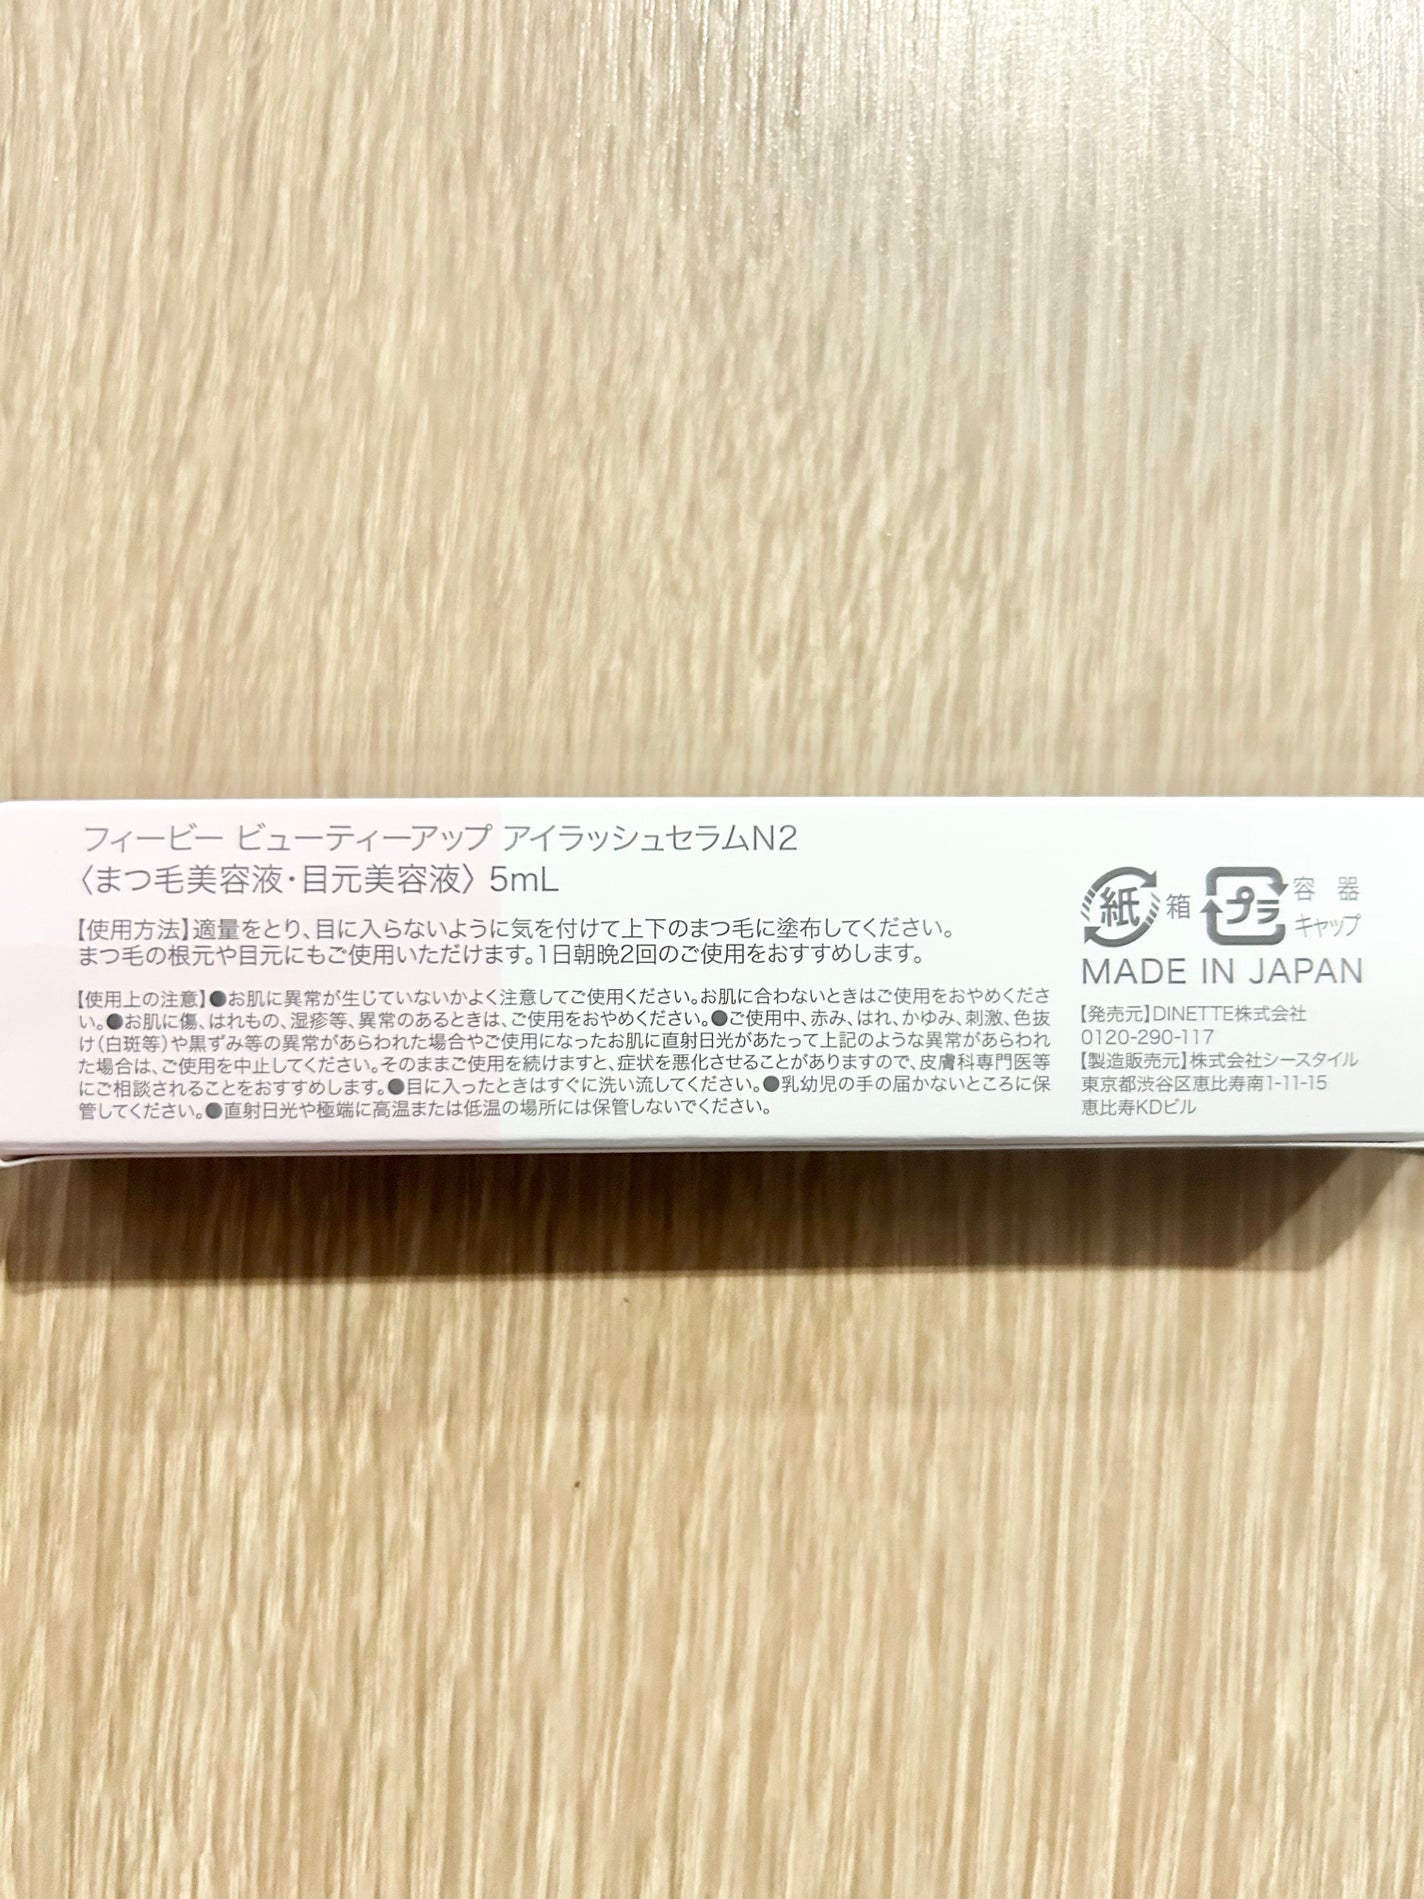 フィービー ビューティーアップ アイラッシュセラムN2
〈まつ毛美容液・目元美容液〉 5mL
【使用方法】適量をとり、目に入らないように気を付けて上下のまつ毛に塗布してください。
まつ毛の根元や目元にもご使用いただけます。1日朝晩2回のご使用をおすすめします。
【使用上の注意】●お肌に異常が生じていないかよく注意してご使用ください。お肌に合わないときはご使用をおやめくださ
い。●お肌に傷、はれもの、湿疹等、異常のあるときは、ご使用をおやめください。●ご使用中、赤み、はれ、かゆみ、刺激、色抜
け(白斑等)や黒ずみ等の異常があらわれた場合やご使用になったお肌に直射日光があたって上記のような異常があらわれ
た場合は、ご使用を中止してください。そのままご使用を続けますと、症状を悪化させることがありますので、皮膚科専門医等
にご相談されることをおすすめします。●目に入ったときはすぐに洗い流してください。●乳幼児の手の届かないところに保
管してください。●直射日光や極端に高温または低温の場所には保管しないでください。
紙 箱 プラ 容器
キャップ
MADE IN JAPAN
【発売元】DINETTE株式会社
0120-290-117
【製造販売元】株式会社シースタイル
東京都渋谷区恵比寿南1-11-15
恵比寿KDビル